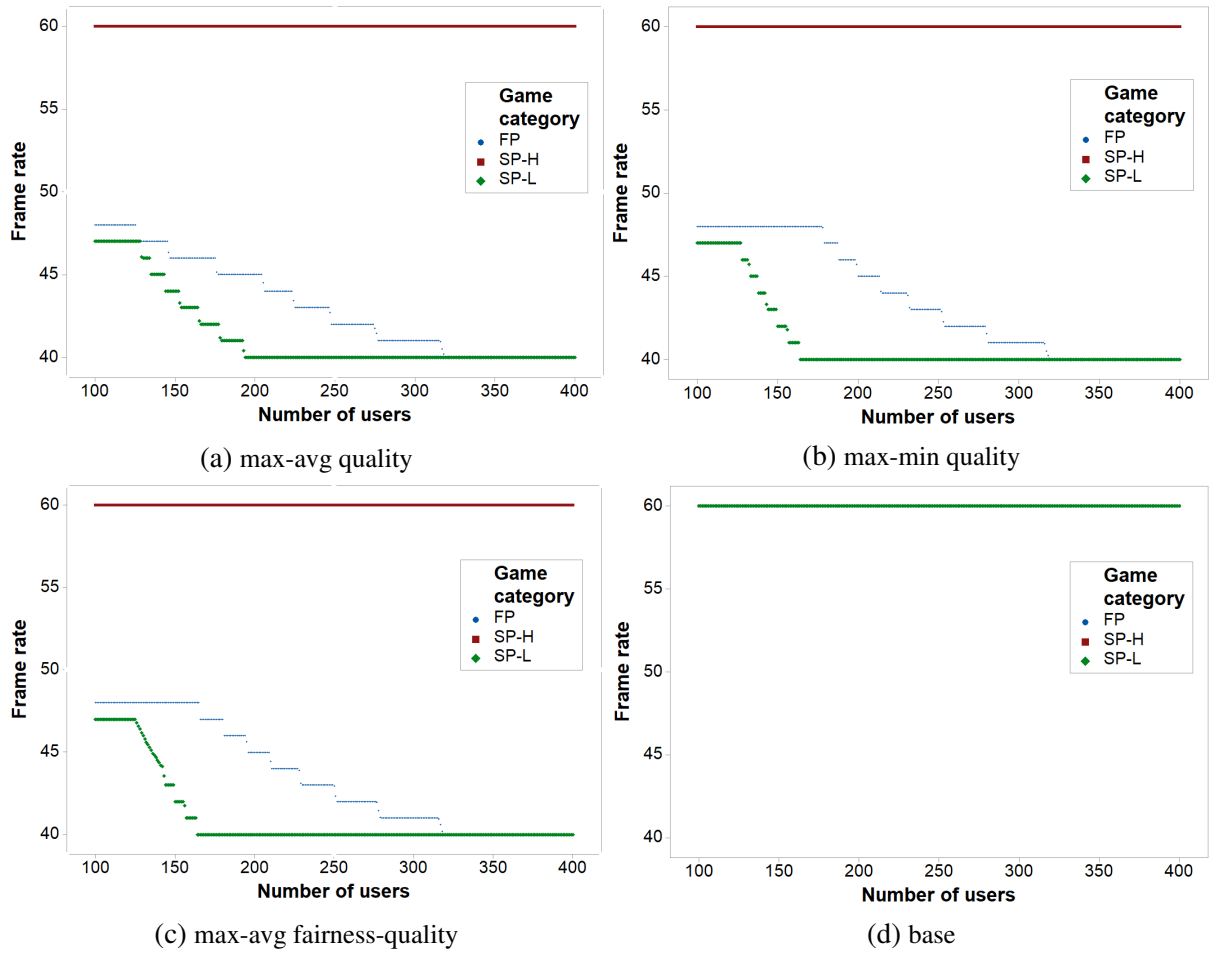 60
55
50
45
40
Frame rate
Game
category
FP
SP-H
SP-L
100 150 200 250 300 350 400
Number of users
(a) max-avg quality
60
55
50
45
40
Frame rate
Game
category
FP
SP-H
SP-L
100 150 200 250 300 350 400
Number of users
(b) max-min quality
60
55
50
45
40
Frame rate
Game
category
FP
SP-H
SP-L
100 150 200 250 300 350 400
Number of users
(c) max-avg fairness-quality
60
55
50
45
40
Frame rate
Game
category
FP
SP-H
SP-L
100 150 200 250 300 350 400
Number of users
(d) base